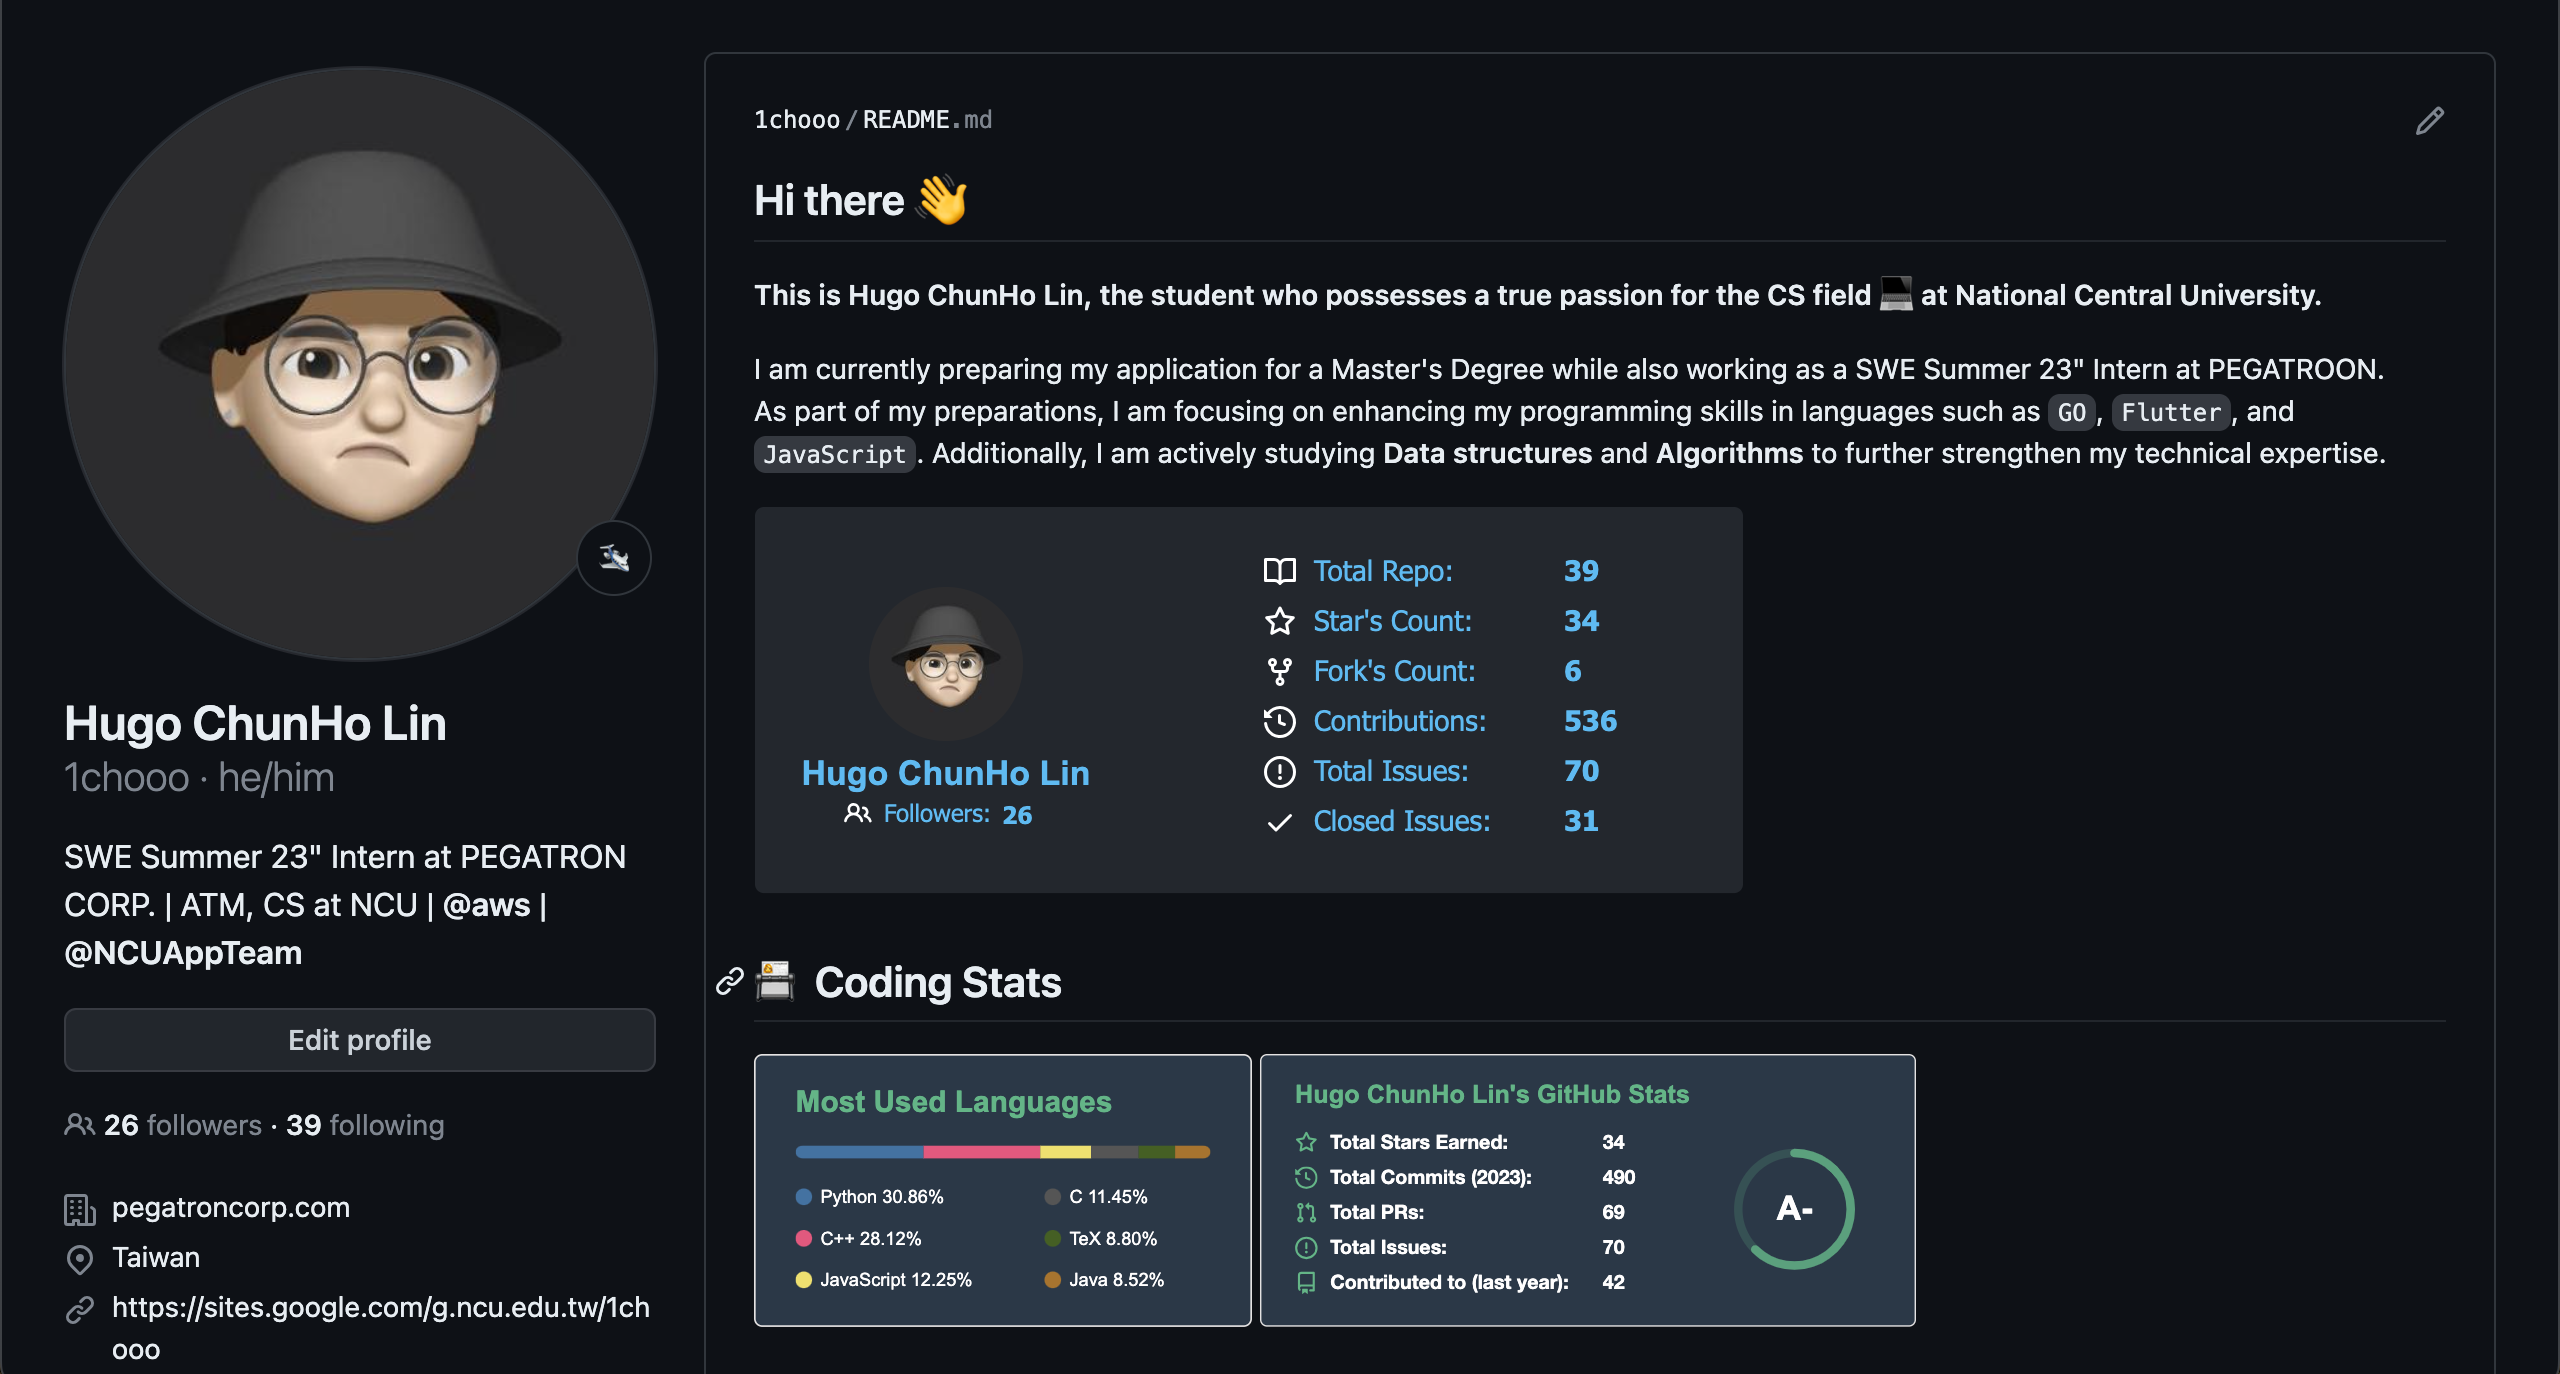 Hugo ChunHo Lin
1chooo · he/him
SWE Summer 23" Intern at PEGATRON
CORP. | ATM, CS at NCU | @aws |
@NCUAppTeam
Edit profile
26 followers · 39 following
pegatroncorp.com
Taiwan
https://sites.google.com/g.ncu.edu.tw/1ch
ooo
1chooo/README.md
Hi there 👋
This is Hugo ChunHo Lin, the student who possesses a true passion for the CS field 💻 at National Central University.
I am currently preparing my application for a Master's Degree while also working as a SWE Summer 23" Intern at PEGATROON.
As part of my preparations, I am focusing on enhancing my programming skills in languages such as GO, Flutter, and
JavaScript. Additionally, I am actively studying Data structures and Algorithms to further strengthen my technical expertise.
Hugo ChunHo Lin
Followers: 26
Total Repo: 39
Star's Count: 34
Fork's Count: 6
Contributions: 536
Total Issues: 70
Closed Issues: 31
Coding Stats
Most Used Languages
Python 30.86%
C++ 28.12%
JavaScript 12.25%
C 11.45%
TeX 8.80%
Java 8.52%
Hugo ChunHo Lin's GitHub Stats
Total Stars Earned: 34
Total Commits (2023): 490
Total PRs: 69
Total Issues: 70
Contributed to (last year): 42
A-